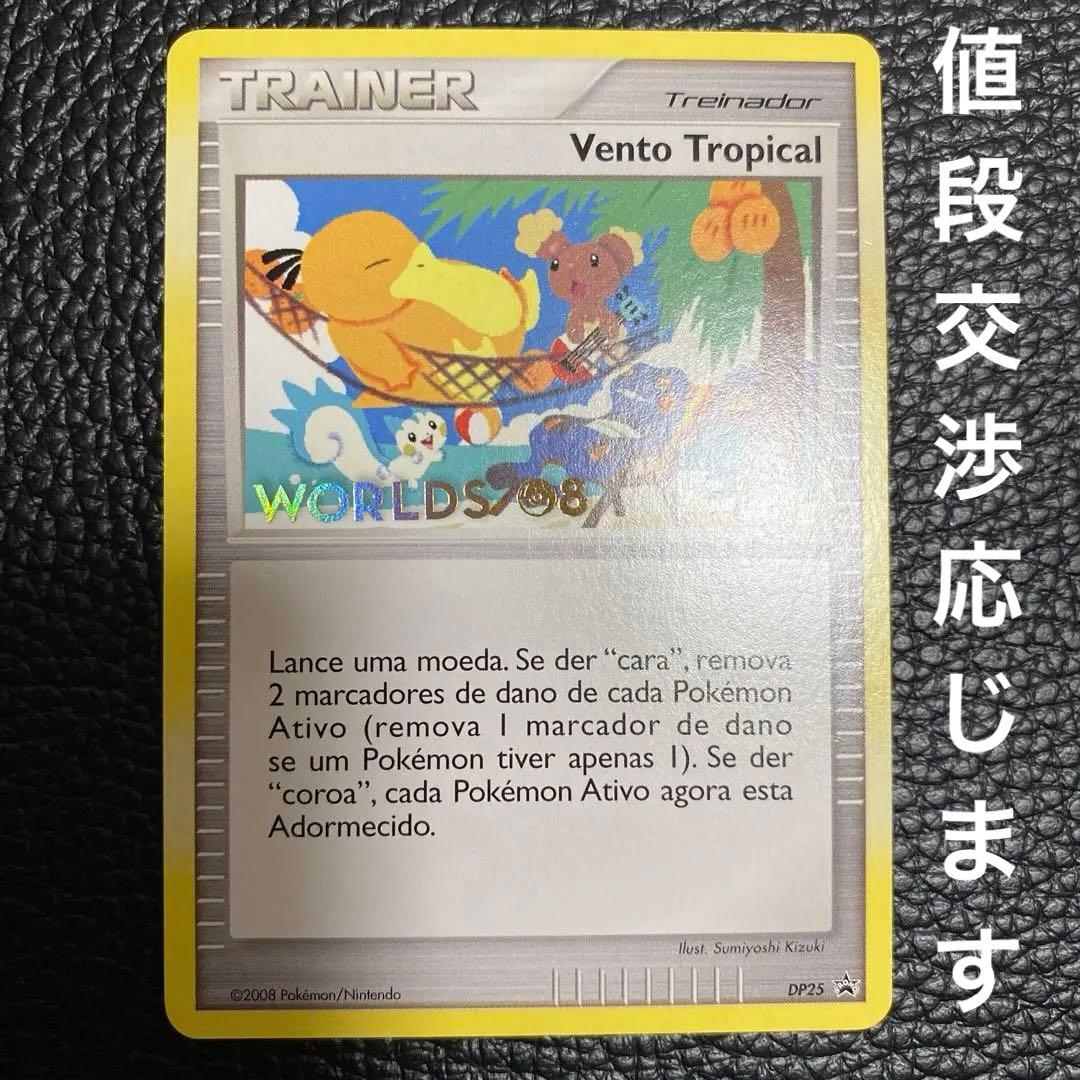 TRAINER
Treinador
Vento Tropical
WORLDS/08
Lance uma moeda. Se der “cara”, remova
2 marcadores de dano de cada Pokémon
Ativo (remova 1 marcador de dano
se um Pokémon tiver apenas 1). Se der
“coroa”, cada Pokémon Ativo agora esta
Adormecido.
Ilust. Sumiyoshi Kizuki
©2008 Pokémon/Nintendo
DP25
値段交渉応じます